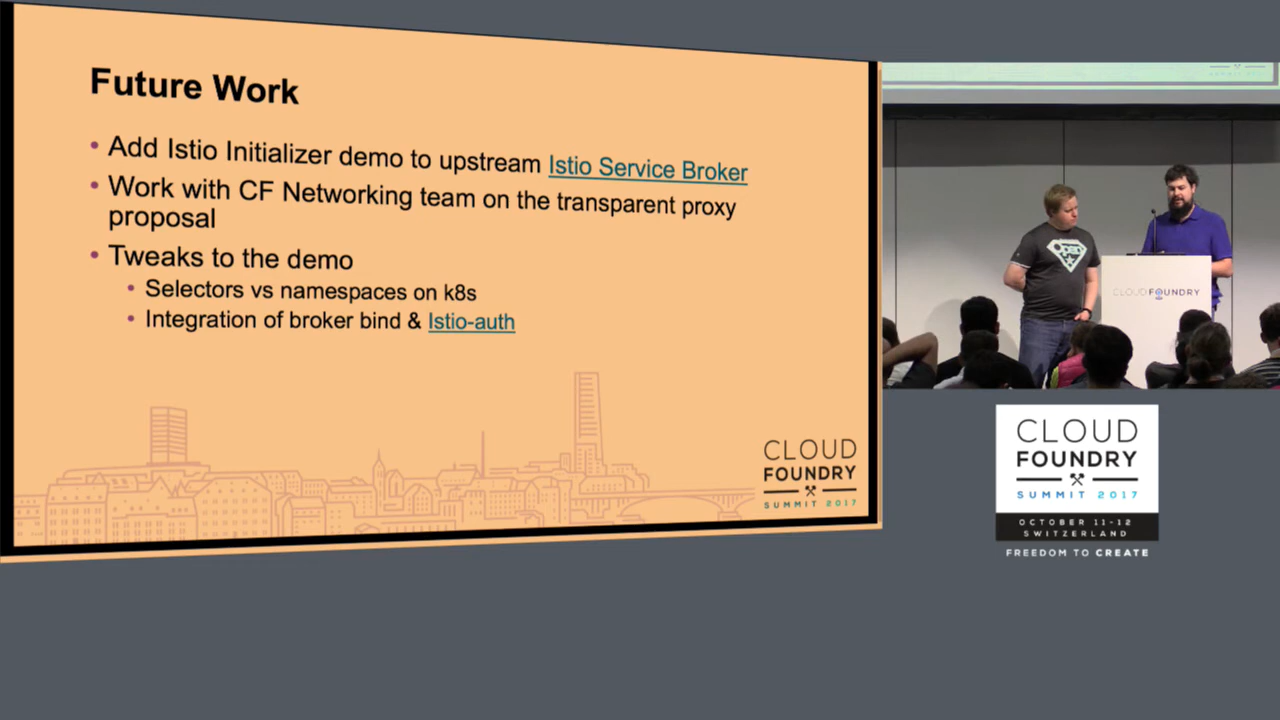 Future Work
• Add Istio Initializer demo to upstream Istio Service Broker
• Work with CF Networking team on the transparent proxy
proposal
• Tweaks to the demo
• Selectors vs namespaces on k8s
• Integration of broker bind & Istio-auth
CLOUD
FOUNDRY
SUMMIT 2017
Open
CLOUDFOUNDRY
CLOUD
FOUNDRY
SUMMIT 2017
OCTOBER 11-12
SWITZERLAND
FREEDOM TO CREATE